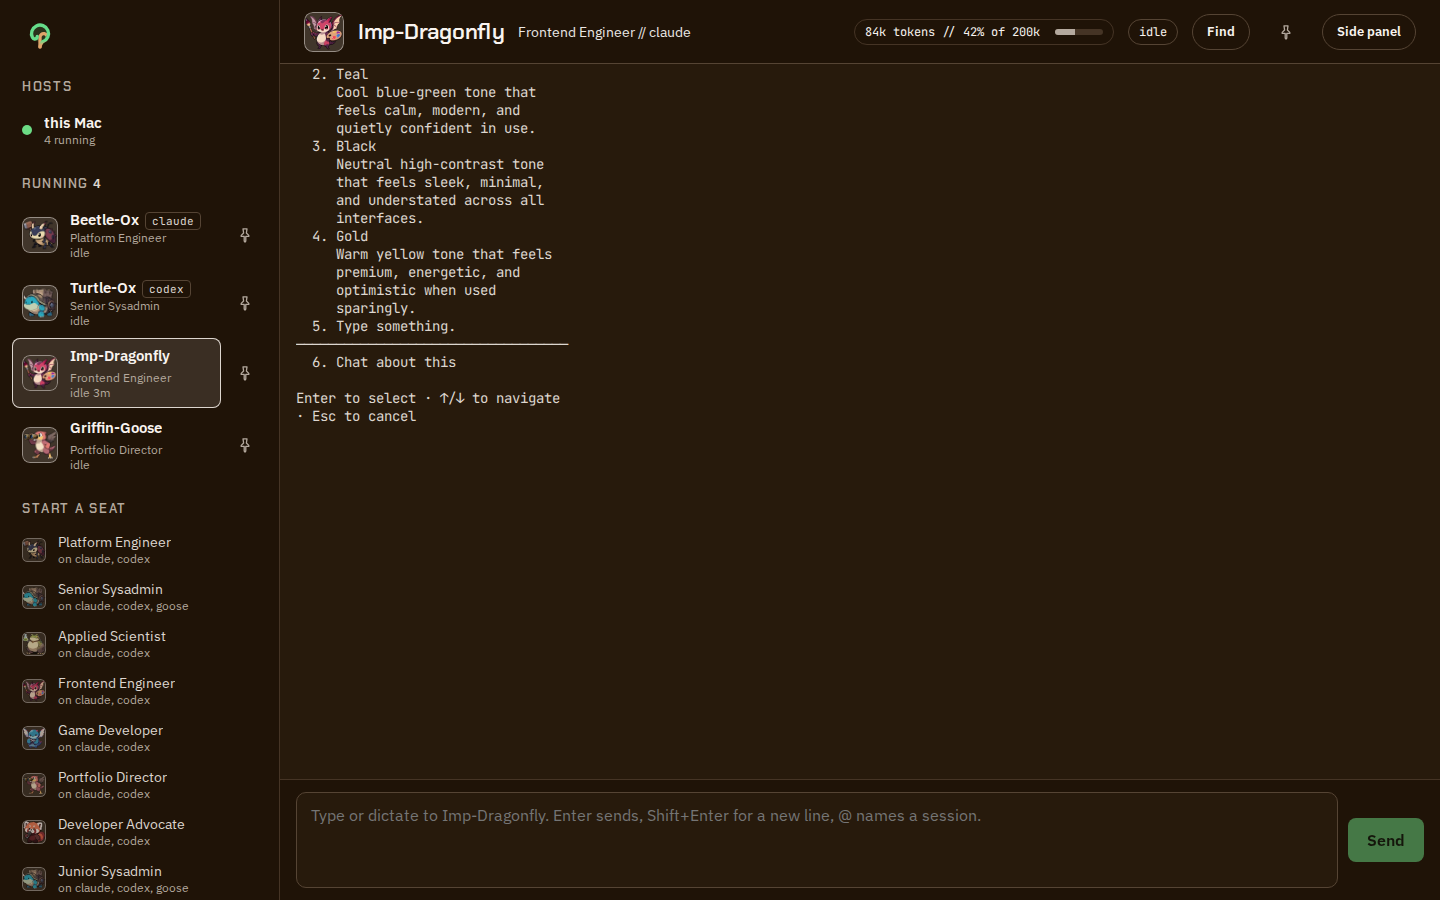 HOSTS
this Mac
4 running
RUNNING 4
Beetle-Ox claude
Platform Engineer
idle
Turtle-Ox codex
Senior Sysadmin
idle
Imp-Dragonfly
Frontend Engineer
idle 3m
Griffin-Goose
Portfolio Director
idle
START A SEAT
Platform Engineer
on claude, codex
Senior Sysadmin
on claude, codex, goose
Applied Scientist
on claude, codex
Frontend Engineer
on claude, codex
Game Developer
on claude, codex
Portfolio Director
on claude, codex
Developer Advocate
on claude, codex
Junior Sysadmin
on claude, codex, goose
Imp-Dragonfly Frontend Engineer // claude 84k tokens // 42% of 200k idle Find Side panel
2. Teal
Cool blue-green tone that
feels calm, modern, and
quietly confident in use.
3. Black
Neutral high-contrast tone
that feels sleek, minimal,
and understated across all
interfaces.
4. Gold
Warm yellow tone that feels
premium, energetic, and
optimistic when used
sparingly.
5. Type something.
6. Chat about this
Enter to select · ↑/↓ to navigate
· Esc to cancel
Type or dictate to Imp-Dragonfly. Enter sends, Shift+Enter for a new line, @ names a session.
Send